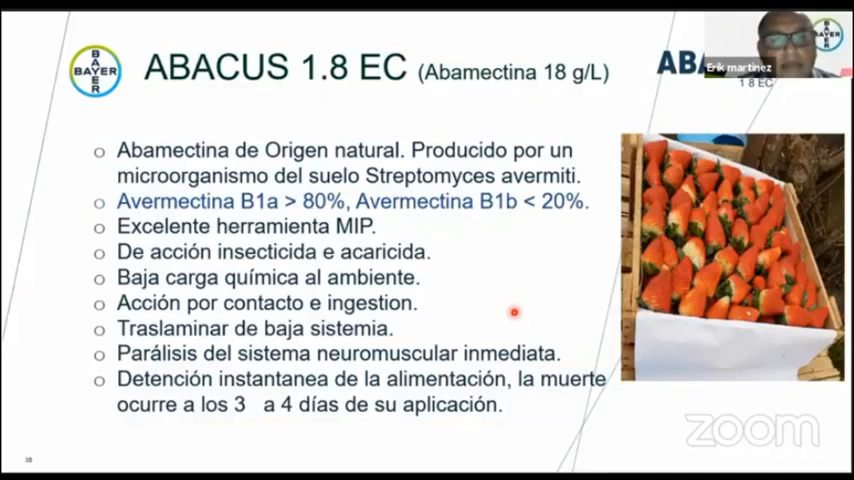 BAYER
BAYER
ABACUS 1.8 EC (Abamectina 18 g/L)
ABA
Erik martinez
1 8 EC
BAYER
o Abamectina de Origen natural. Producido por un
microorganismo del suelo Streptomyces avermiti.
o Avermectina B1a > 80%, Avermectina B1b < 20%.
o Excelente herramienta MIP.
o De acción insecticida e acaricida.
o Baja carga química al ambiente.
o Acción por contacto e ingestion.
o Traslaminar de baja sistemia.
o Parálisis del sistema neuromuscular inmediata.
o Detención instantanea de la alimentación, la muerte
ocurre a los 3 a 4 días de su aplicación.
zoom